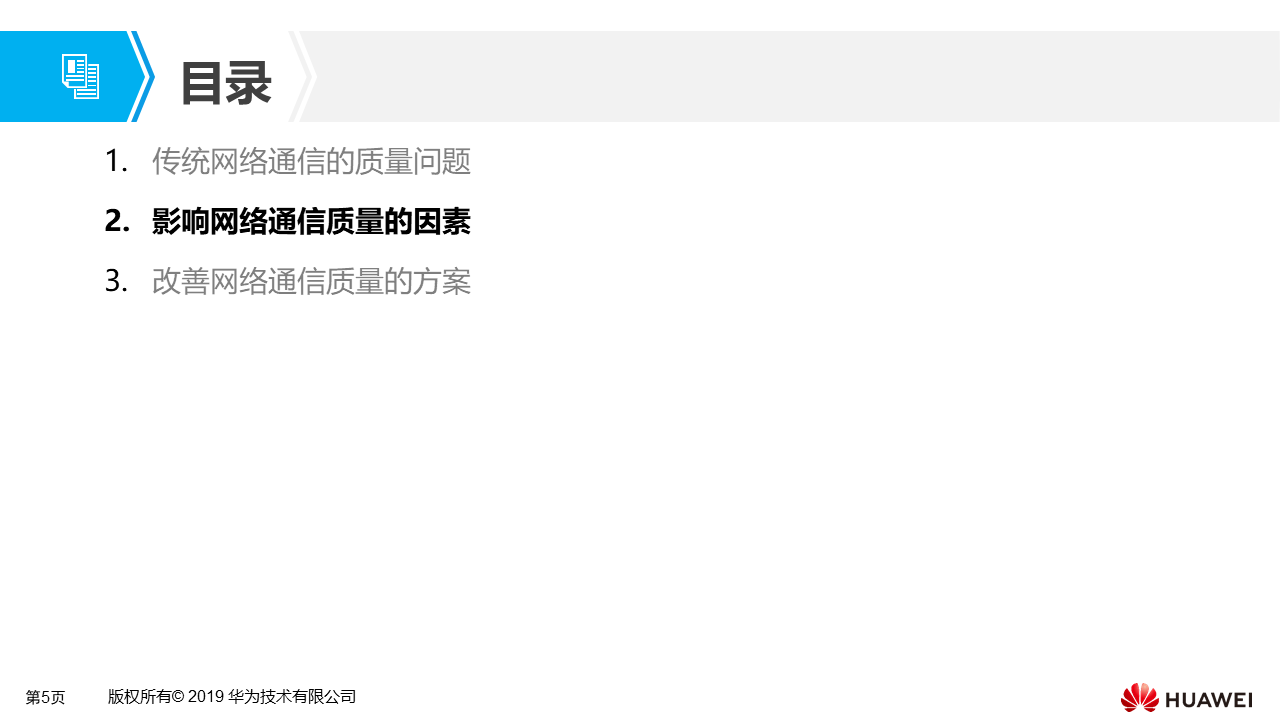 目录
1. 传统网络通信的质量问题
2. 影响网络通信质量的因素
3. 改善网络通信质量的方案
第5页 版权所有© 2019 华为技术有限公司
HUAWEI